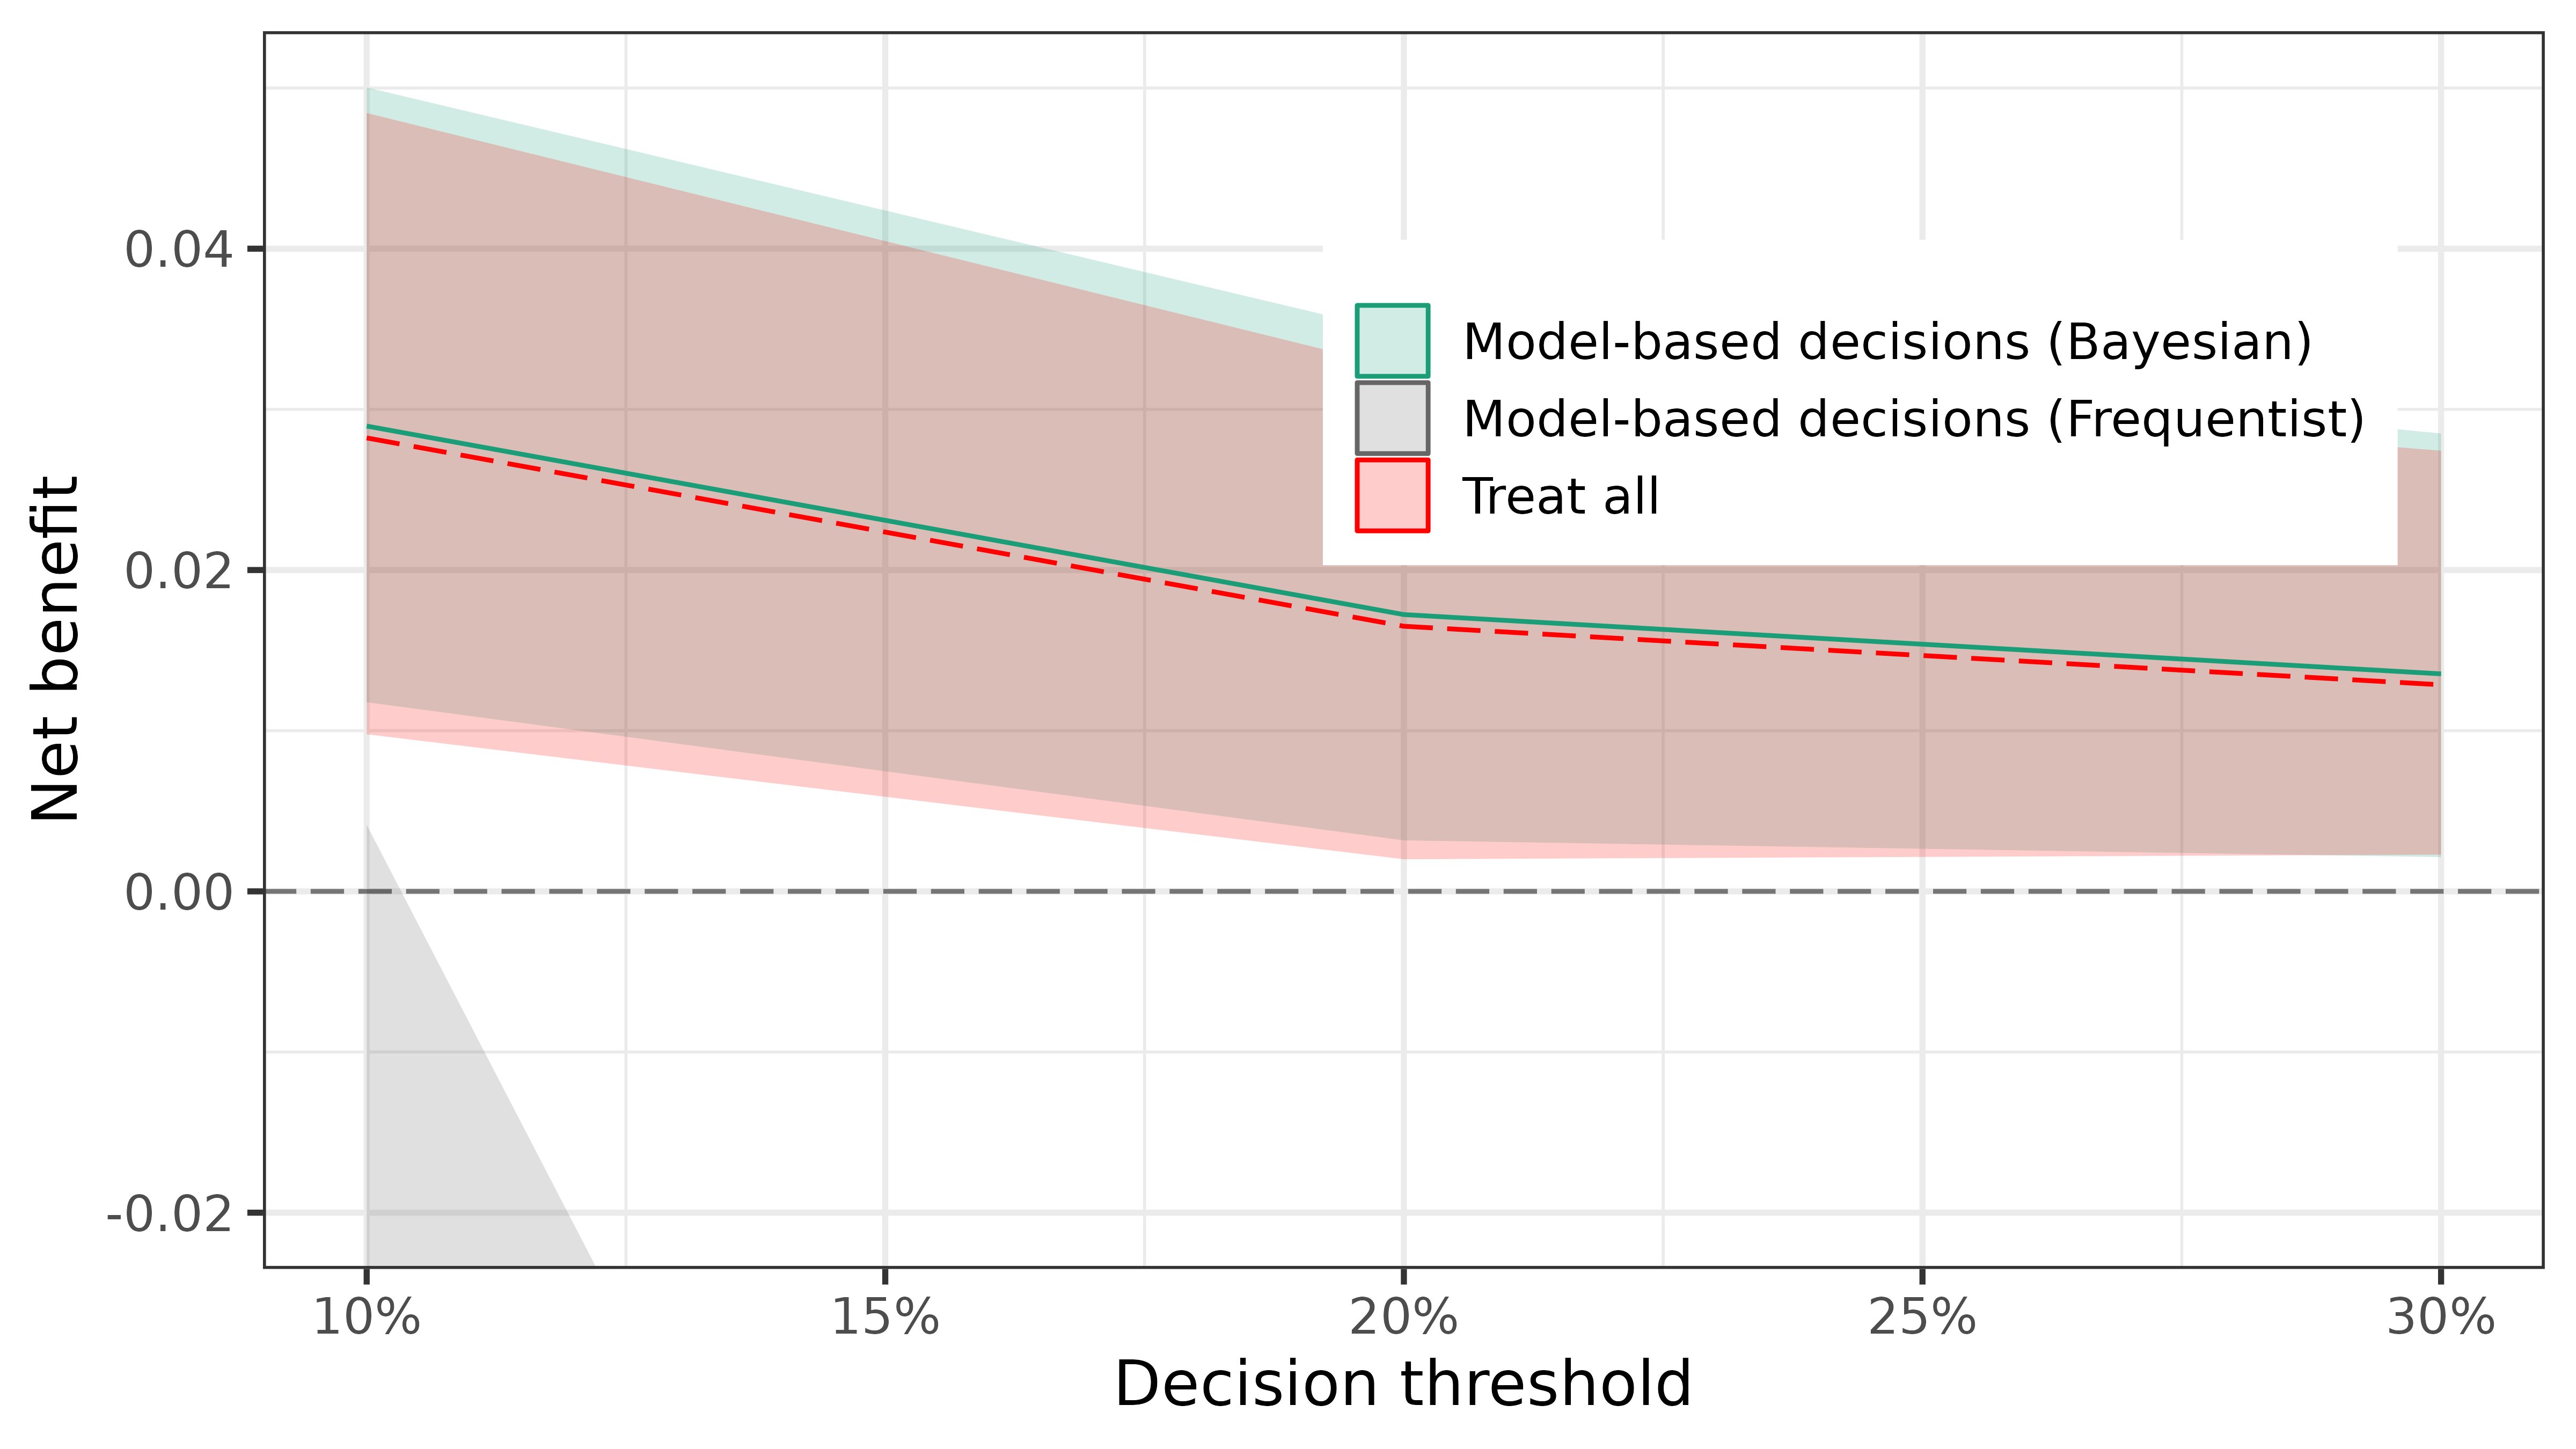 Net benefit
0.04
0.02
0.00
-0.02
Model-based decisions (Bayesian)
Model-based decisions (Frequentist)
Treat all
10%
15%
20%
25%
30%
Decision threshold